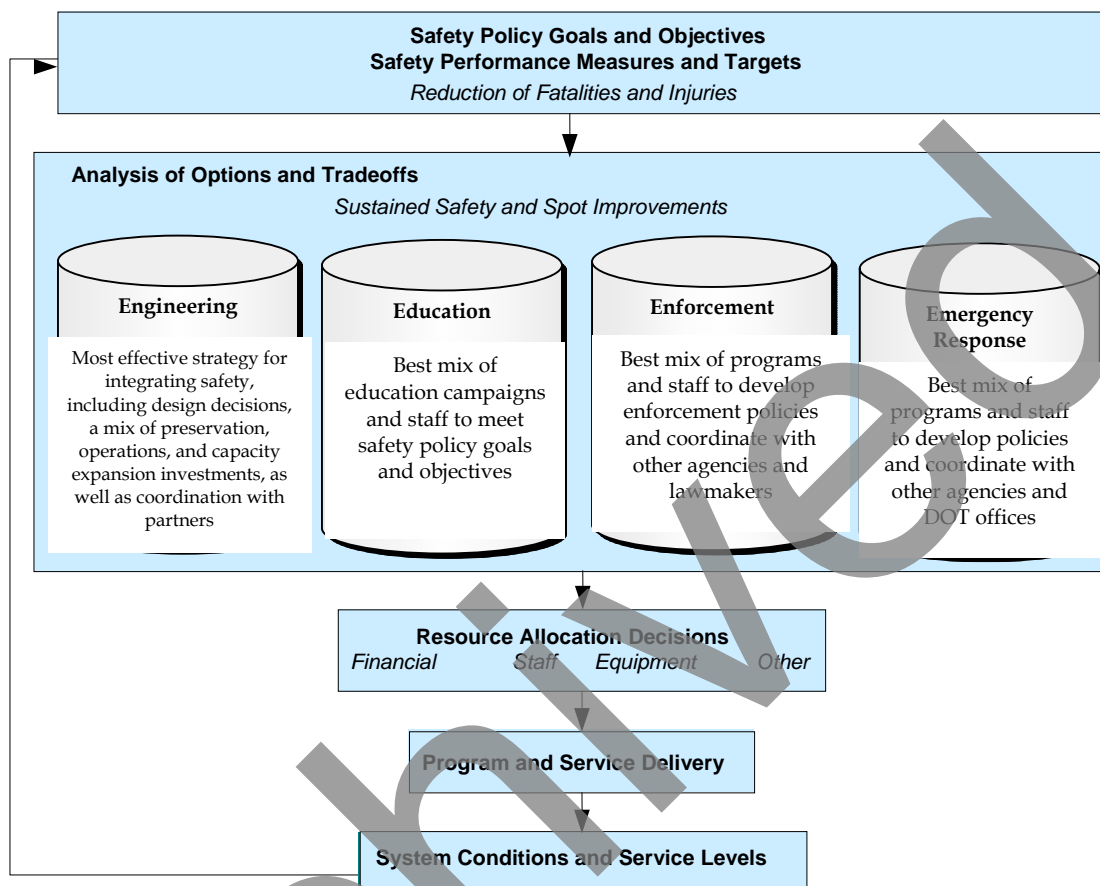 Safety Policy Goals and Objectives
Safety Performance Measures and Targets
Reduction of Fatalities and Injuries
Analysis of Options and Tradeoffs
Sustained Safety and Spot Improvements
Engineering
Most effective strategy for
integrating safety,
including design decisions,
a mix of preservation,
operations, and capacity
expansion investments, as
well as coordination with
partners
Education
Best mix of
education campaigns
and staff to meet
safety policy goals
and objectives
Enforcement
Best mix of programs
and staff to develop
enforcement policies
and coordinate with
other agencies and
lawmakers
Emergency
Response
Best mix of
programs and staff
to develop policies
and coordinate with
other agencies and
DOT offices
Resource Allocation Decisions
Financial Staff Equipment Other
Program and Service Delivery
System Conditions and Service Levels
hived